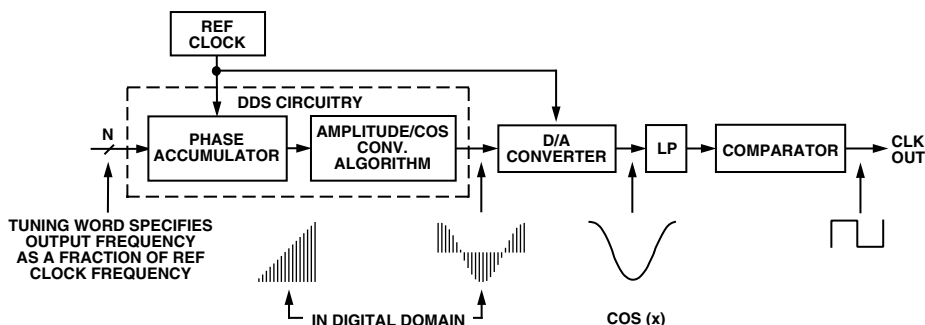 REF
CLOCK
DDS CIRCUITRY
N
PHASE
ACCUMULATOR
AMPLITUDE/COS
CONV.
ALGORITHM
D/A
CONVERTER
LP
COMPARATOR
CLK
OUT
TUNING WORD SPECIFIES
OUTPUT FREQUENCY
AS A FRACTION OF REF
CLOCK FREQUENCY
IN DIGITAL DOMAIN
COS (x)